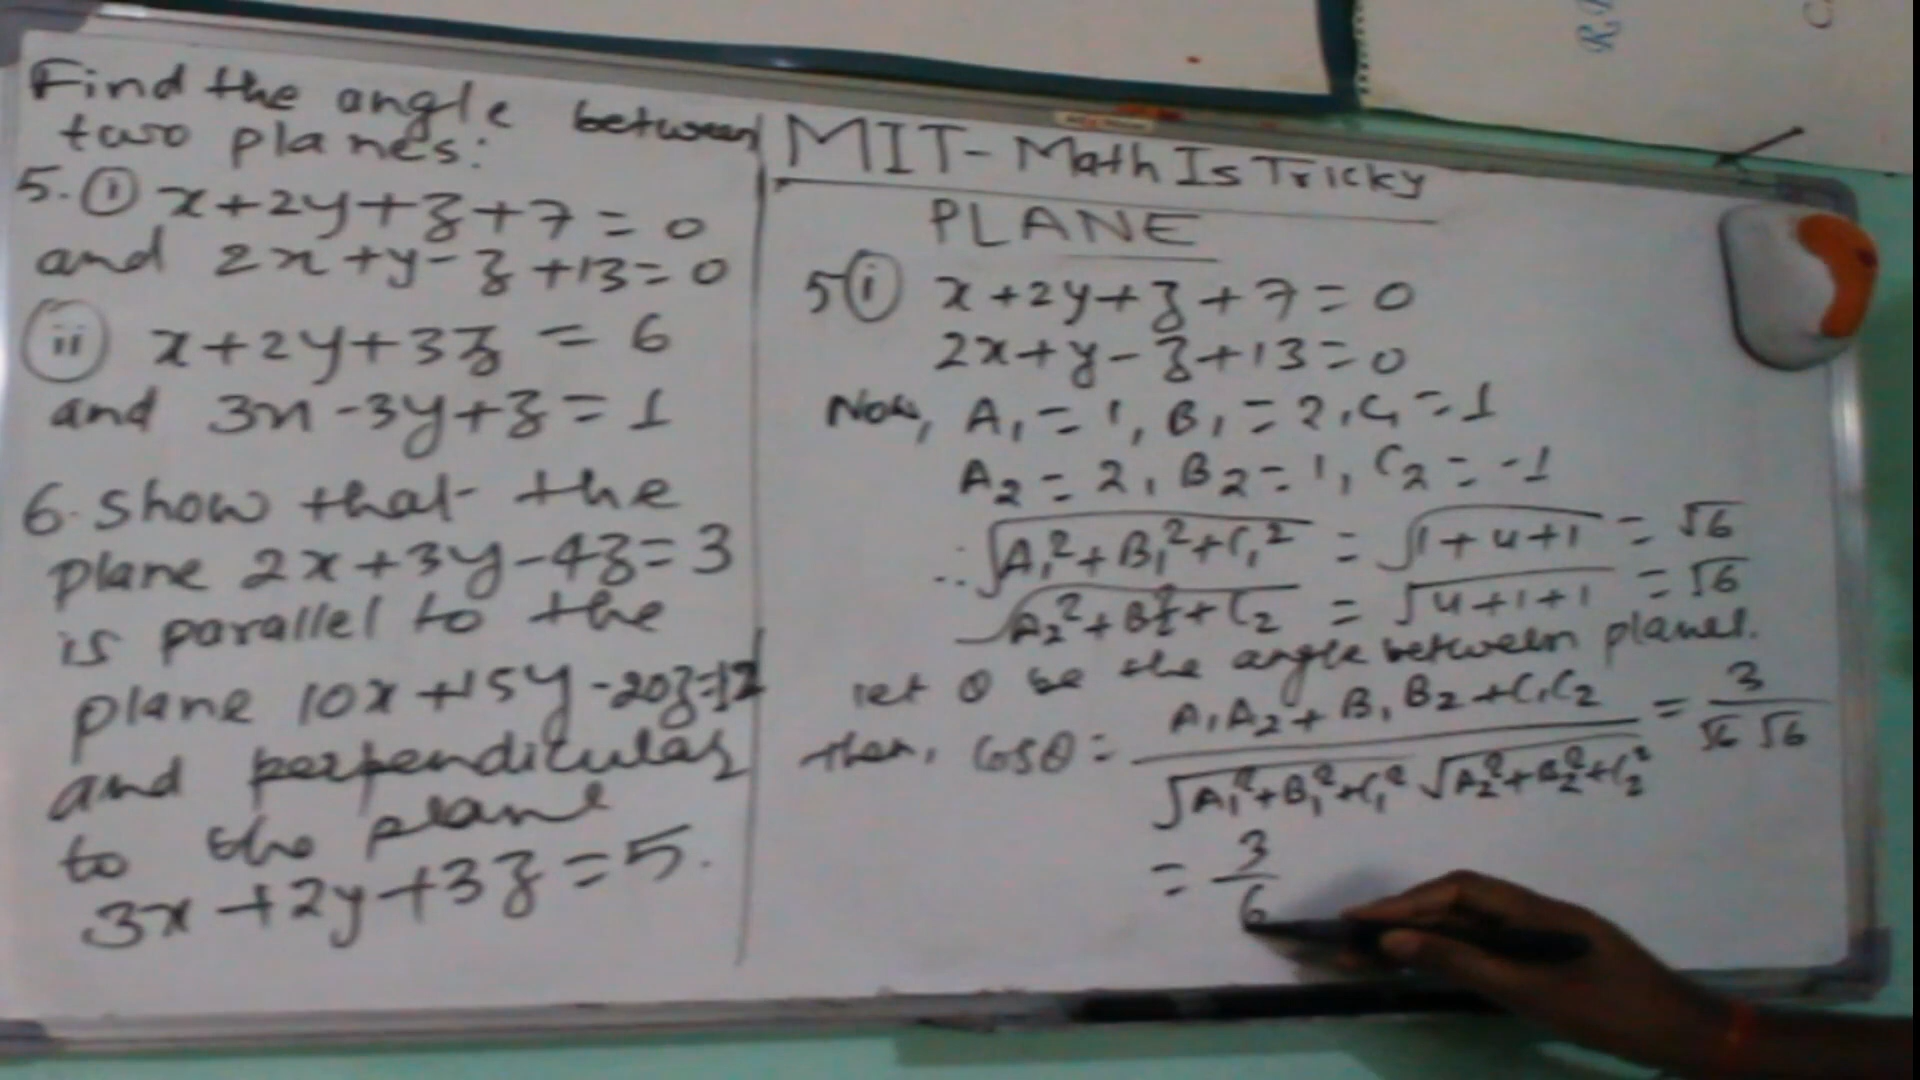 Find the angle between
two planes:
5. (i) x+2y+z+7=0
and 2x+y-z+13=0
(ii) x+2y+3z = 6
and 3x-3y+z=1
6. Show that the
plane 2x+3y-4z=3
is parallel to the
plane 10x+15y-20z=12
and perpendicular
to the plane
3x+2y+3z=5.
MIT- Math Is Tricky
PLANE
5(i) x+2y+z+7=0
2x+y-z+13=0
Now, A₁=1, B₁=2, C₁=1
A₂=2, B₂=1, C₂=-1
∴ √(A₁²+B₁²+C₁²) = √(1+4+1) = √6
√(A₂²+B₂²+C₂) = √(4+1+1) = √6
let θ be the angle between planes.
then, cosθ = (A₁A₂+B₁B₂+C₁C₂)/(√(A₁²+B₁²+C₁²) √(A₂²+B₂²+C₂²)) = 3/(√6 √6)
= 3/6